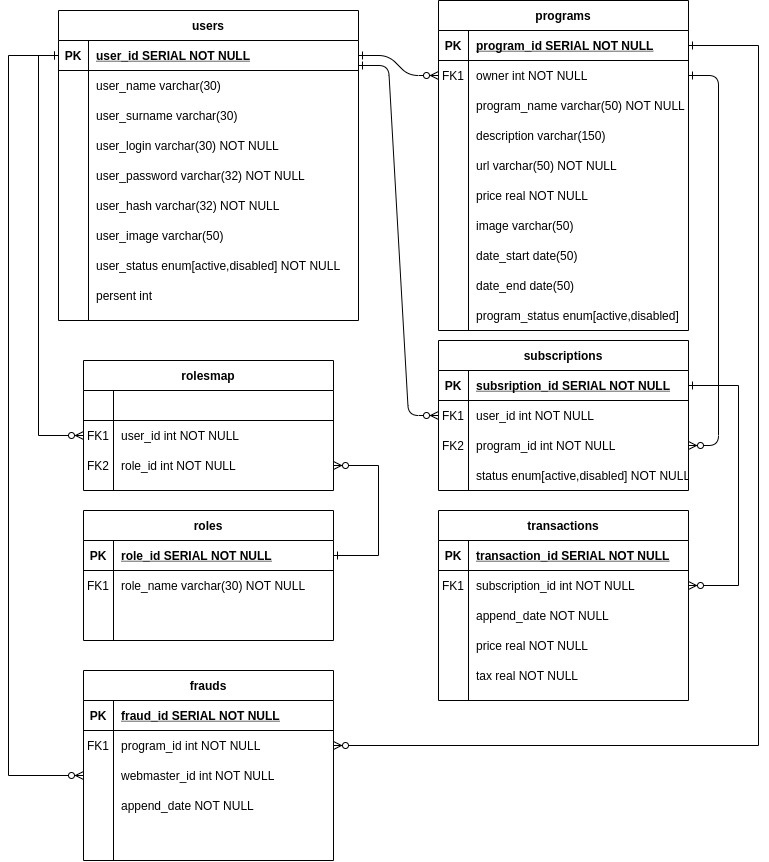 users
PK user_id SERIAL NOT NULL
user_name varchar(30)
user_surname varchar(30)
user_login varchar(30) NOT NULL
user_password varchar(32) NOT NULL
user_hash varchar(32) NOT NULL
user_image varchar(50)
user_status enum[active,disabled] NOT NULL
persent int
programs
PK program_id SERIAL NOT NULL
FK1 owner int NOT NULL
program_name varchar(50) NOT NULL
description varchar(150)
url varchar(50) NOT NULL
price real NOT NULL
image varchar(50)
date_start date(50)
date_end date(50)
program_status enum[active,disabled]
rolesmap
FK1 user_id int NOT NULL
FK2 role_id int NOT NULL
subscriptions
PK subsription_id SERIAL NOT NULL
FK1 user_id int NOT NULL
FK2 program_id int NOT NULL
status enum[active,disabled] NOT NULL
roles
PK role_id SERIAL NOT NULL
FK1 role_name varchar(30) NOT NULL
transactions
PK transaction_id SERIAL NOT NULL
FK1 subscription_id int NOT NULL
append_date NOT NULL
price real NOT NULL
tax real NOT NULL
frauds
PK fraud_id SERIAL NOT NULL
FK1 program_id int NOT NULL
webmaster_id int NOT NULL
append_date NOT NULL